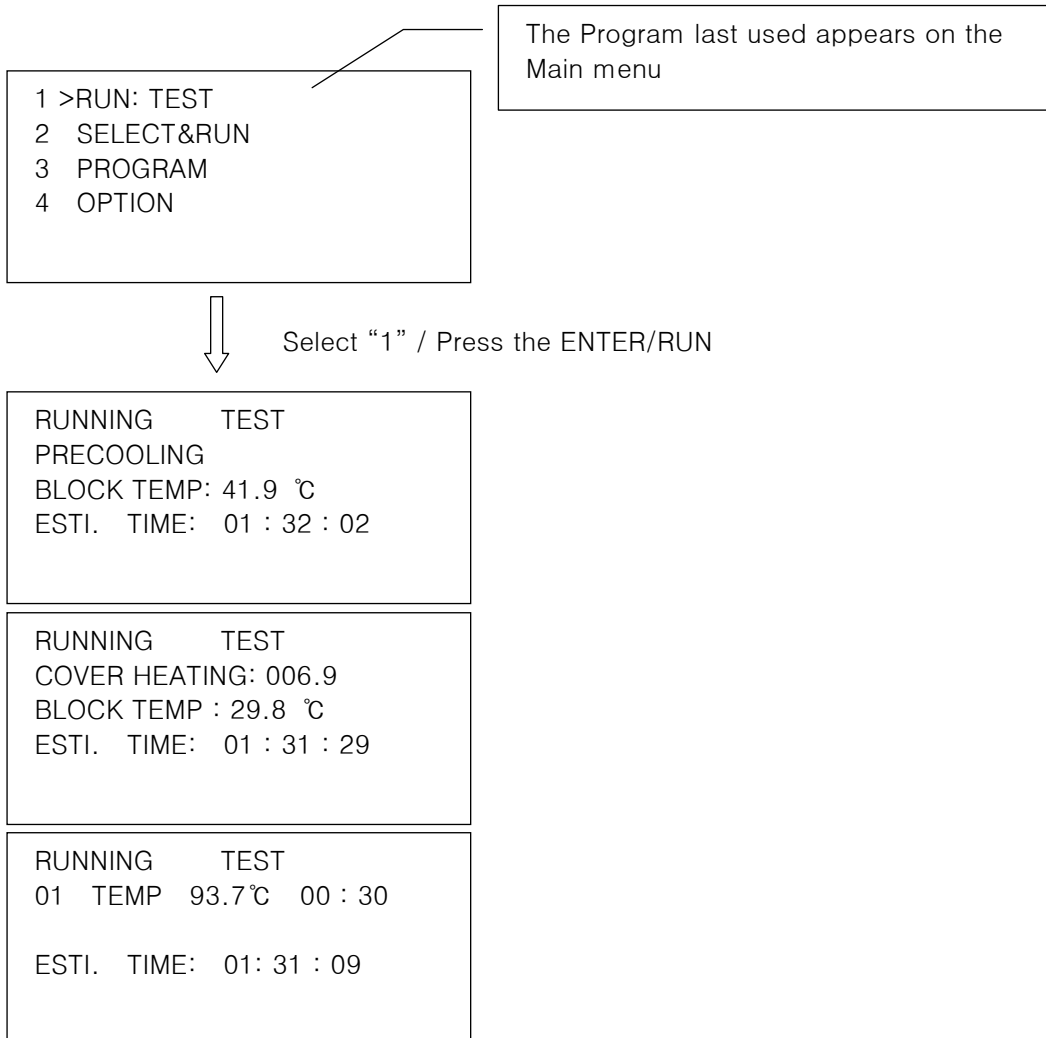 The Program last used appears on the
Main menu
1 >RUN: TEST
2 SELECT&RUN
3 PROGRAM
4 OPTION
Select “1” / Press the ENTER/RUN
RUNNING TEST
PRECOOLING
BLOCK TEMP: 41.9 ℃
ESTI. TIME: 01 : 32 : 02
RUNNING TEST
COVER HEATING: 006.9
BLOCK TEMP : 29.8 ℃
ESTI. TIME: 01 : 31 : 29
RUNNING TEST
01 TEMP 93.7℃ 00 : 30
ESTI. TIME: 01: 31 : 09